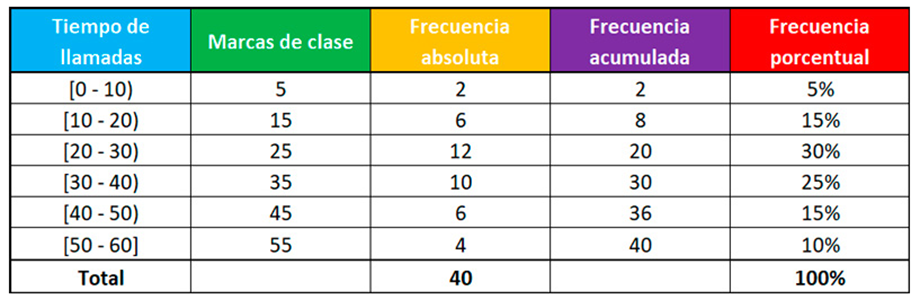 Tiempo de llamadas Marcas de clase Frecuencia absoluta Frecuencia acumulada Frecuencia porcentual
[0 - 10) 5 2 2 5%
[10 - 20) 15 6 8 15%
[20 - 30) 25 12 20 30%
[30 - 40) 35 10 30 25%
[40 - 50) 45 6 36 15%
[50 - 60] 55 4 40 10%
Total 40 100%